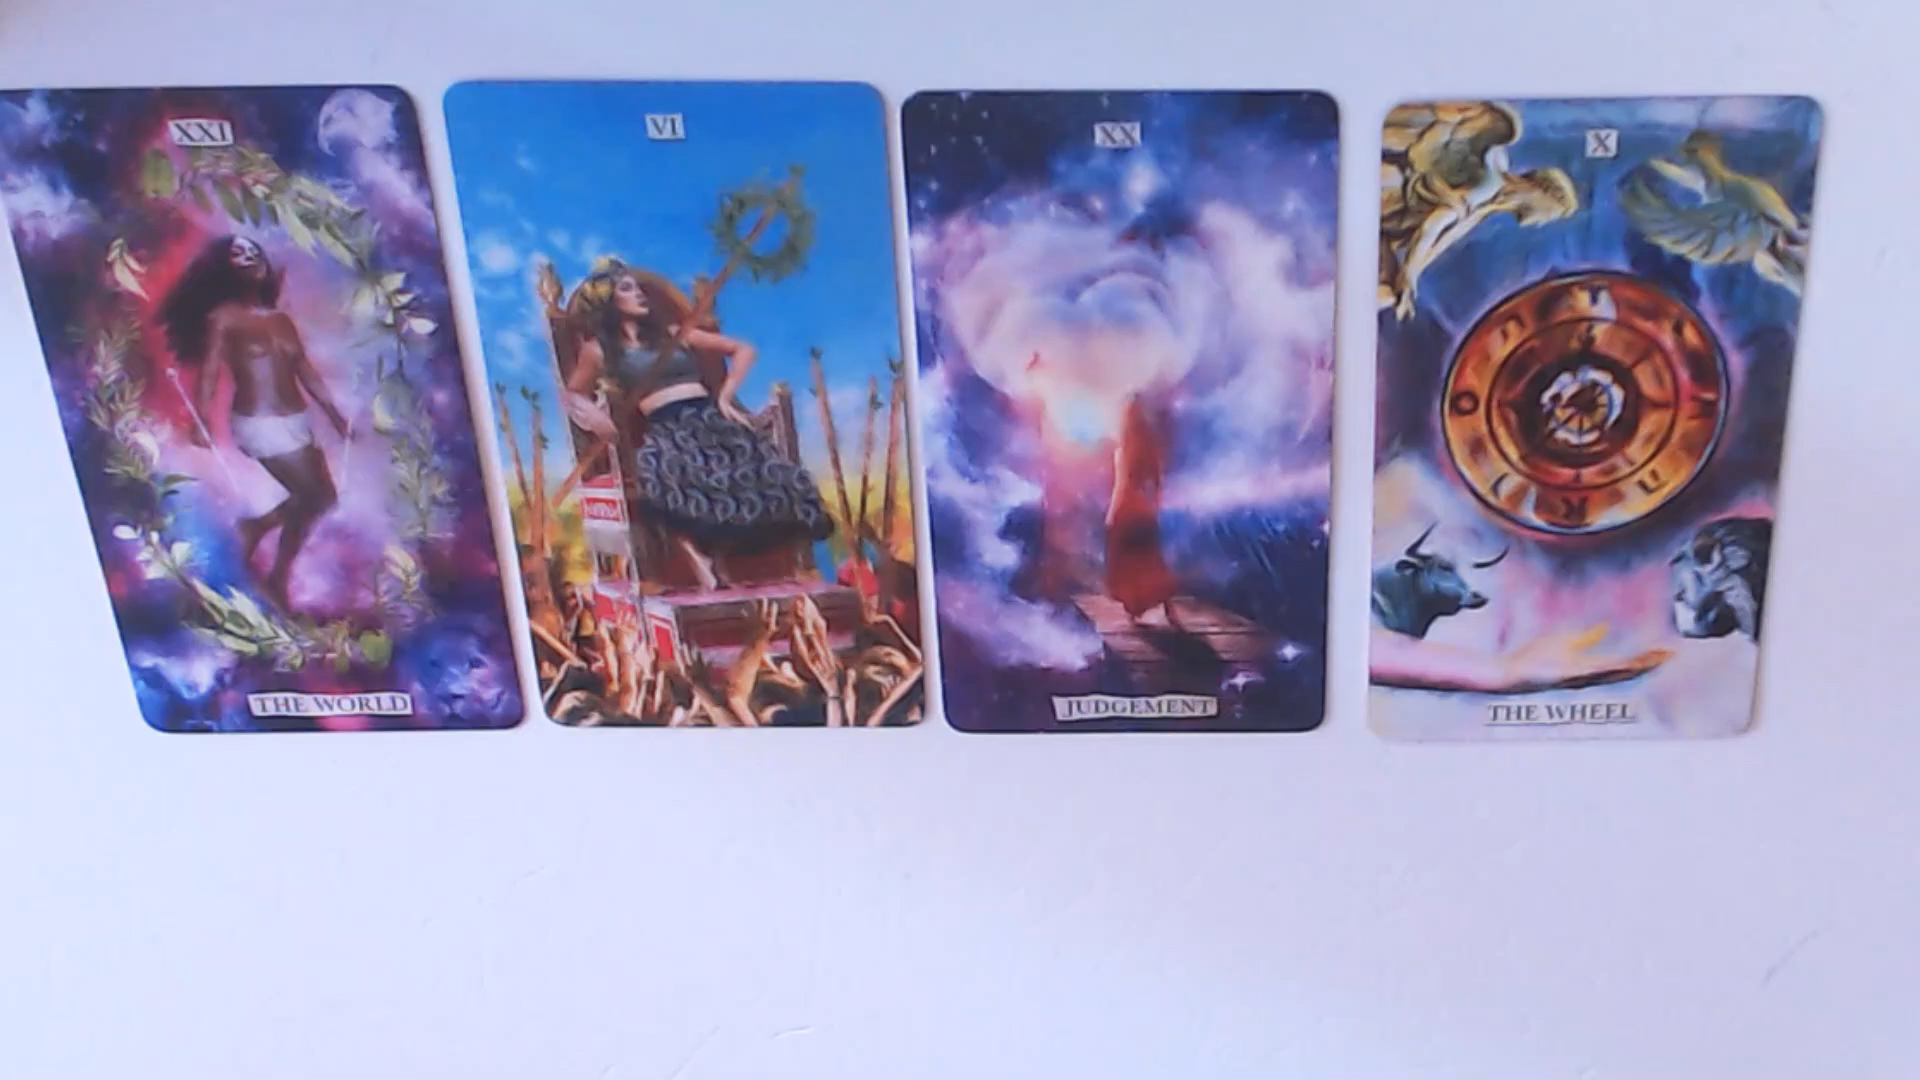 XXI
THE WORLD
VI
XX
JUDGEMENT
X
THE WHEEL